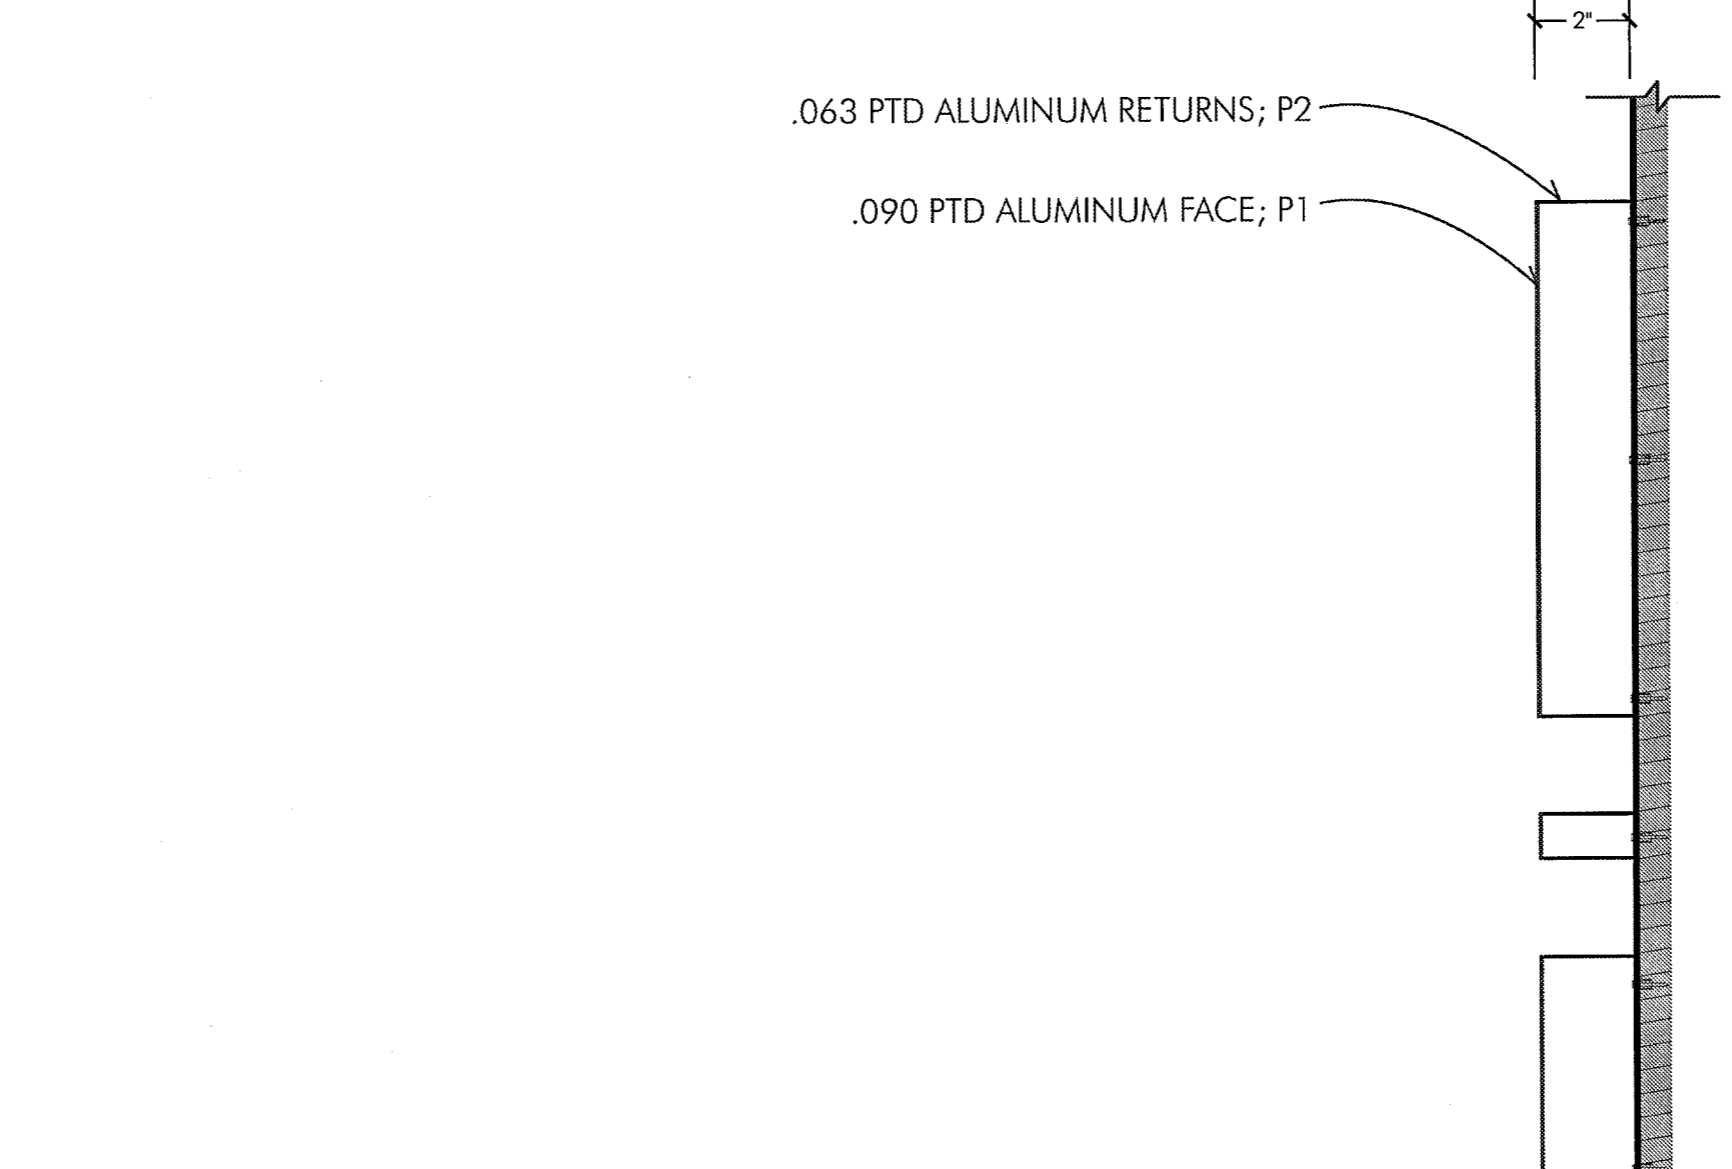 2"
.063 PTD ALUMINUM RETURNS; P2
.090 PTD ALUMINUM FACE; P1